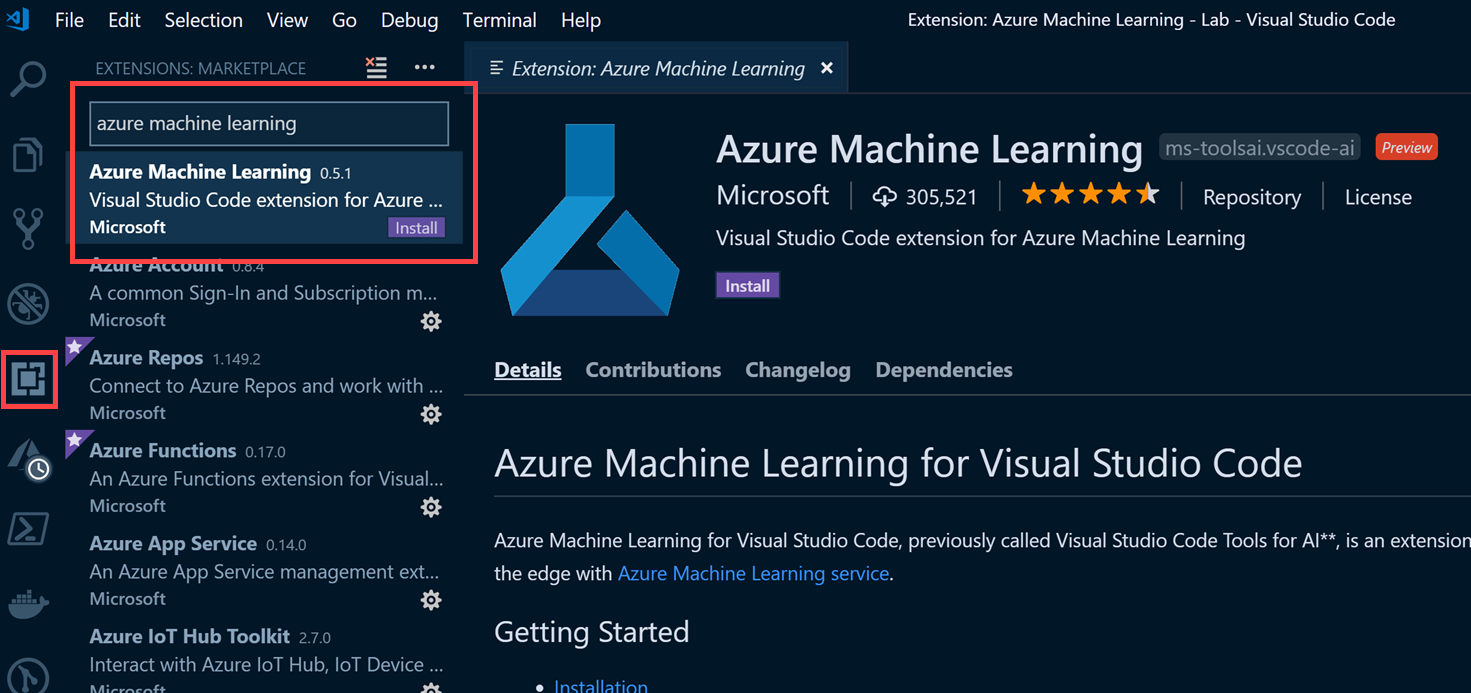 File Edit Selection View Go Debug Terminal Help
Extension: Azure Machine Learning - Lab - Visual Studio Code
EXTENSIONS: MARKETPLACE
azure machine learning
Azure Machine Learning 0.5.1
Visual Studio Code extension for Azure ...
Microsoft
Install
Azure Account 0.8.4
A common Sign-In and Subscription m...
Microsoft
Azure Repos 1.149.2
Connect to Azure Repos and work with ...
Microsoft
Azure Functions 0.17.0
An Azure Functions extension for Visual...
Microsoft
Azure App Service 0.14.0
An Azure App Service management ext...
Microsoft
Azure IoT Hub Toolkit 2.7.0
Interact with Azure IoT Hub, IoT Device ...
Microsoft
Extension: Azure Machine Learning
Azure Machine Learning ms-toolsai.vscode-ai Preview
Microsoft 305,521 Repository License
Visual Studio Code extension for Azure Machine Learning
Install
Details Contributions Changelog Dependencies
Azure Machine Learning for Visual Studio Code
Azure Machine Learning for Visual Studio Code, previously called Visual Studio Code Tools for AI**, is an extension
the edge with Azure Machine Learning service.
Getting Started
• Installation